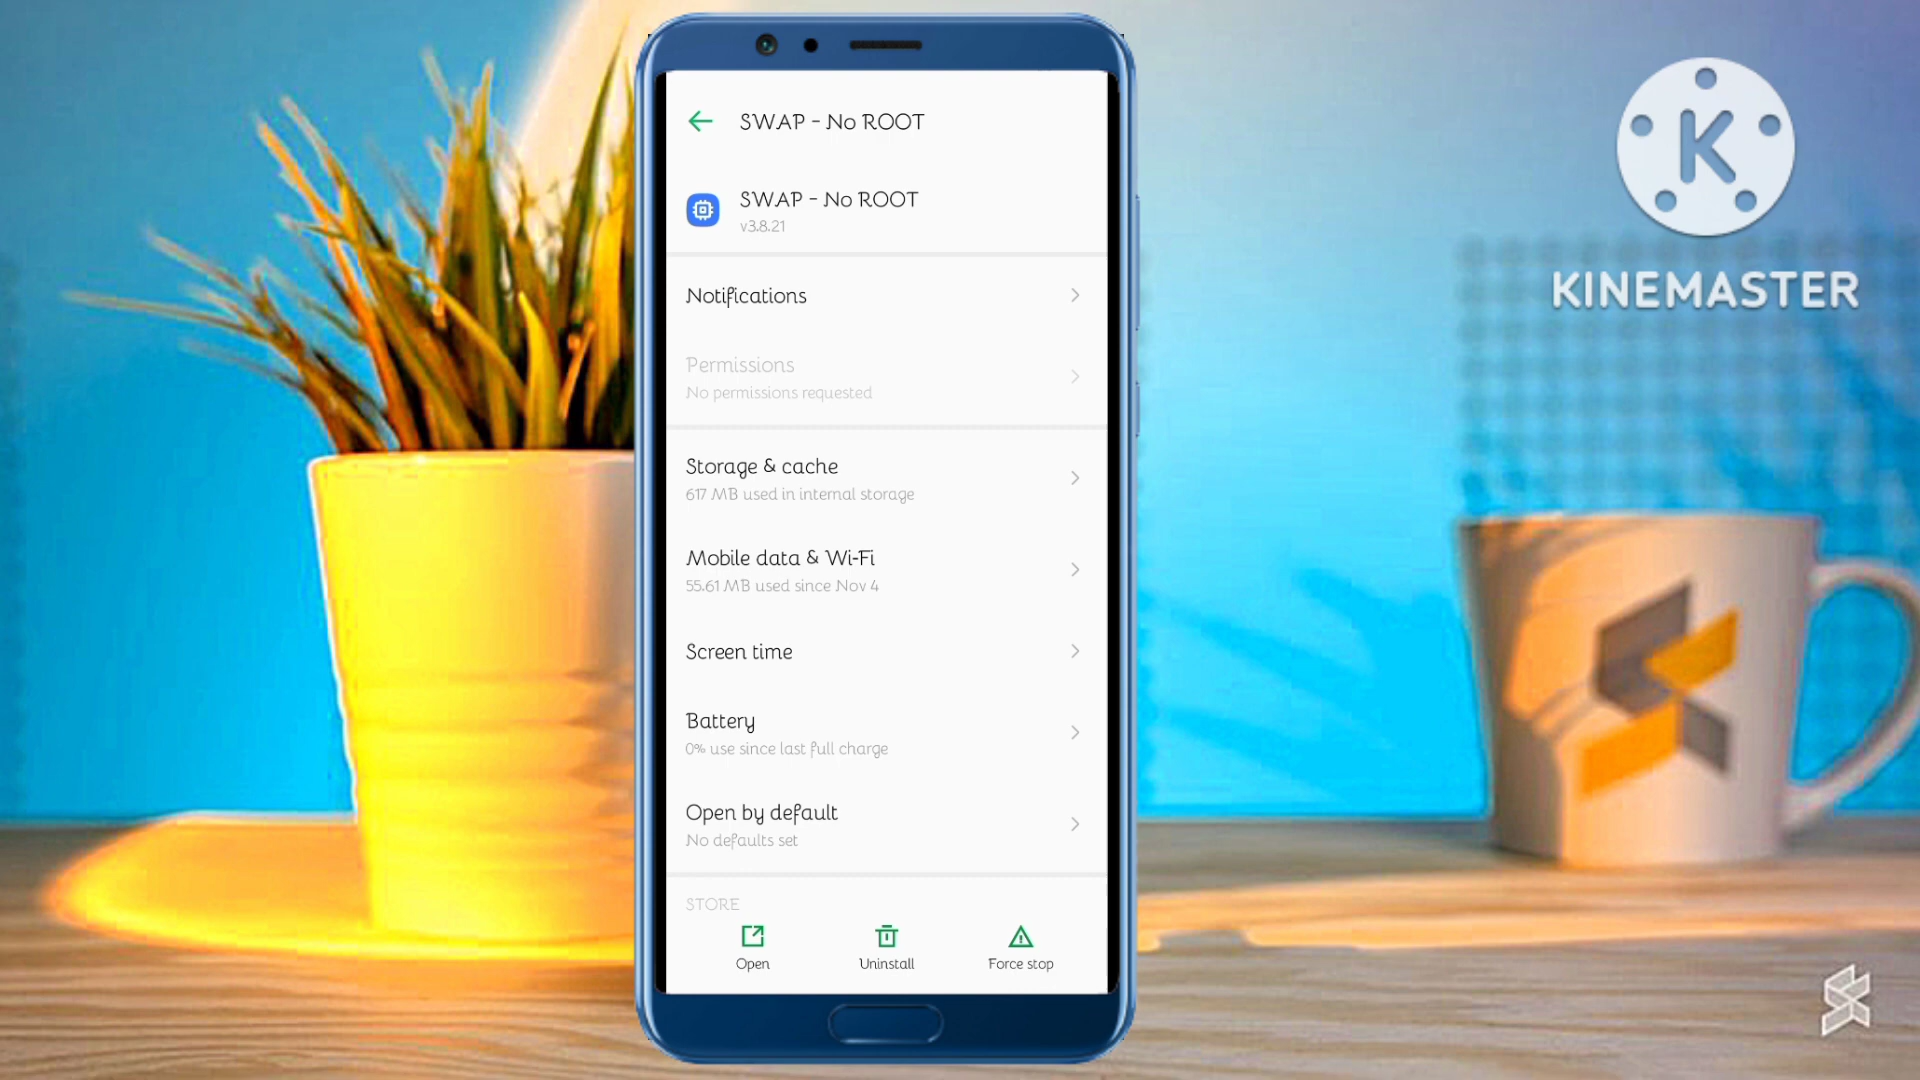 SWAP - No ROOT
SWAP - No ROOT
v3.8.21
Notifications
Permissions
No permissions requested
Storage & cache
617 MB used in internal storage
Mobile data & Wi-Fi
55.61 MB used since Nov 4
Screen time
Battery
0% use since last full charge
Open by default
No defaults set
STORE
Open
Uninstall
Force stop
K
KINEMASTER